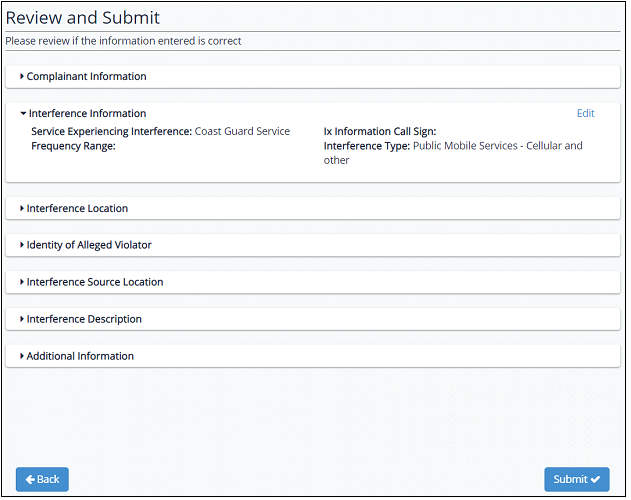 Review and Submit
Please review if the information entered is correct
Complainant Information
Interference Information
Edit
Service Experiencing Interference: Coast Guard Service
Frequency Range:
Ix Information Call Sign:
Interference Type: Public Mobile Services - Cellular and
other
Interference Location
Identity of Alleged Violator
Interference Source Location
Interference Description
Additional Information
Back
Submit